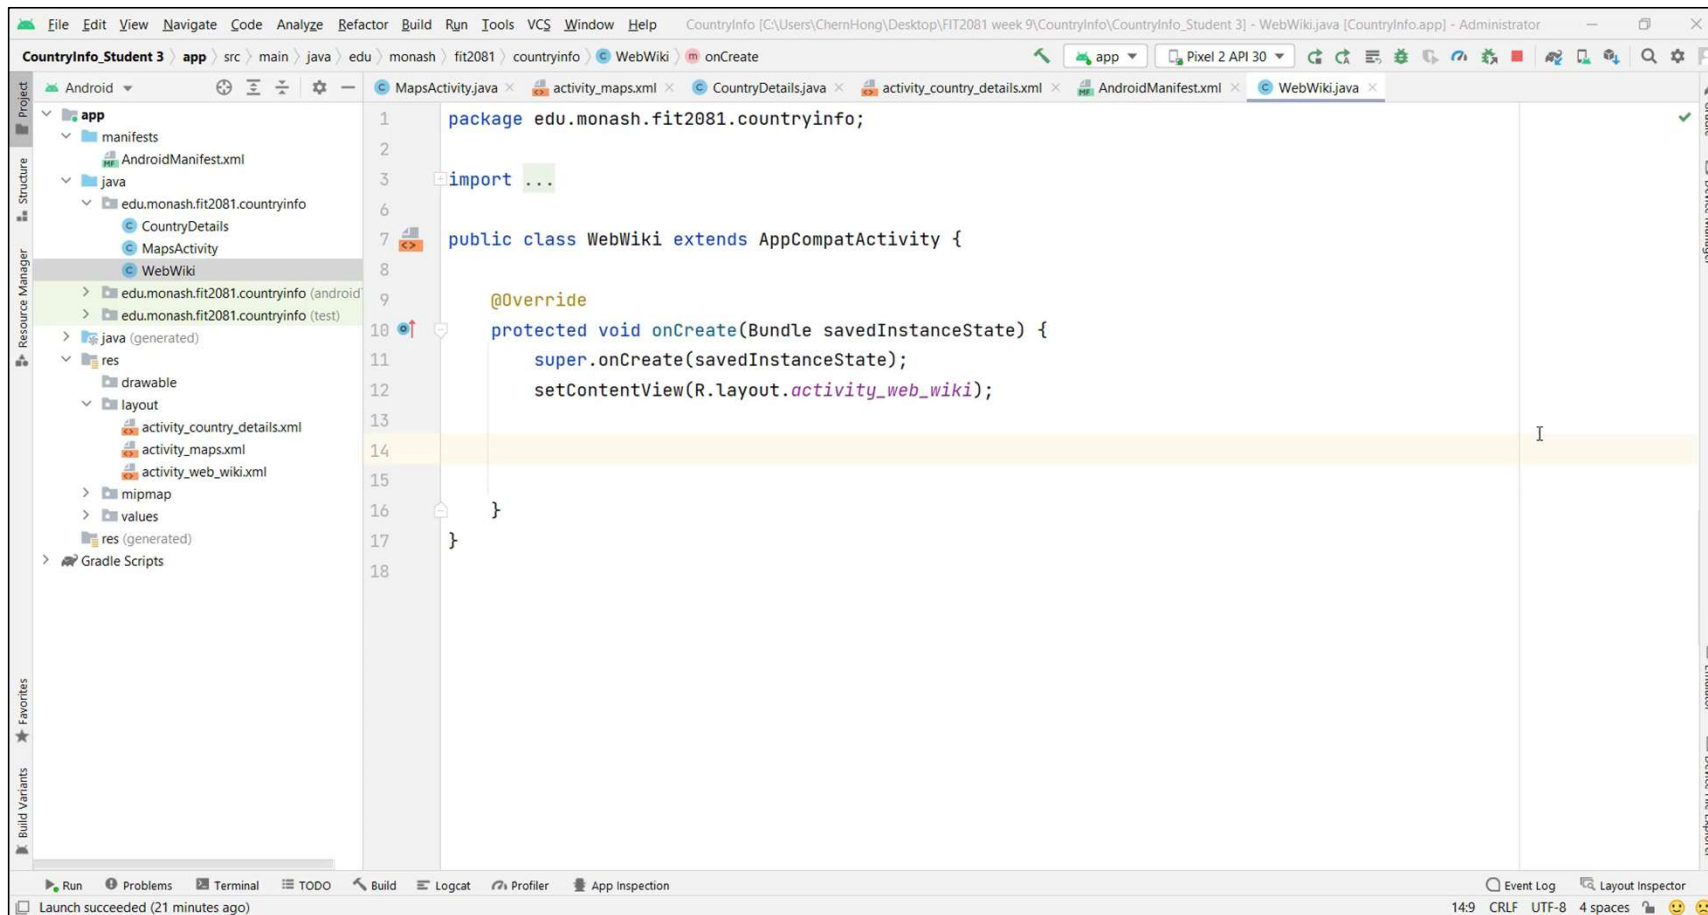 File Edit View Navigate Code Analyze Refactor Build Run Tools VCS Window Help CountryInfo [C:\Users\ChernHong\Desktop\FIT2081 week 9\CountryInfo\CountryInfo_Student 3] - WebWiki.java [CountryInfo.app] - Administrator
CountryInfo_Student 3 app src main java edu monash fit2081 countryinfo WebWiki onCreate app Pixel 2 API 30
Android MapsActivity.java activity_maps.xml CountryDetails.java activity_country_details.xml AndroidManifest.xml WebWiki.java
Project
Structure
Resource Manager
Favorites
Build Variants
app
manifests
AndroidManifest.xml
java
edu.monash.fit2081.countryinfo
CountryDetails
MapsActivity
WebWiki
edu.monash.fit2081.countryinfo (android
edu.monash.fit2081.countryinfo (test)
java (generated)
res
drawable
layout
activity_country_details.xml
activity_maps.xml
activity_web_wiki.xml
mipmap
values
res (generated)
Gradle Scripts
1 package edu.monash.fit2081.countryinfo;
2
3 import ...
6
7 public class WebWiki extends AppCompatActivity {
8
9 @Override
10 protected void onCreate(Bundle savedInstanceState) {
11 super.onCreate(savedInstanceState);
12 setContentView(R.layout.activity_web_wiki);
13
14
15
16 }
17 }
18
Run Problems Terminal TODO Build Logcat Profiler App Inspection Event Log Layout Inspector
Launch succeeded (21 minutes ago) 14:9 CRLF UTF-8 4 spaces